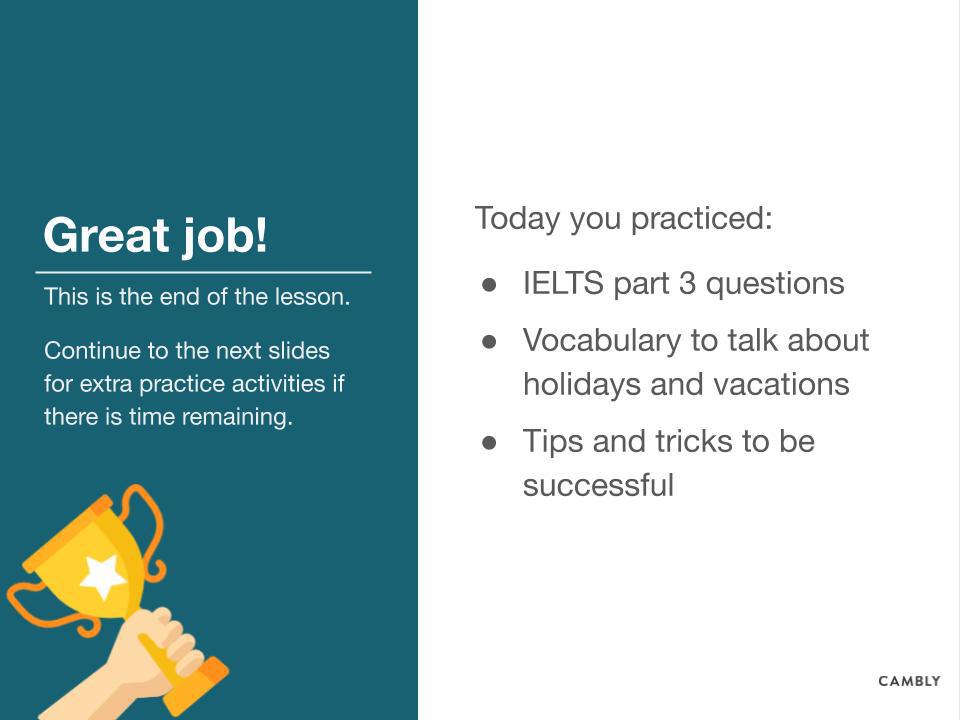 Great job!
This is the end of the lesson.
Continue to the next slides
for extra practice activities if
there is time remaining.
Today you practiced:
● IELTS part 3 questions
● Vocabulary to talk about
holidays and vacations
● Tips and tricks to be
successful
CAMBLY